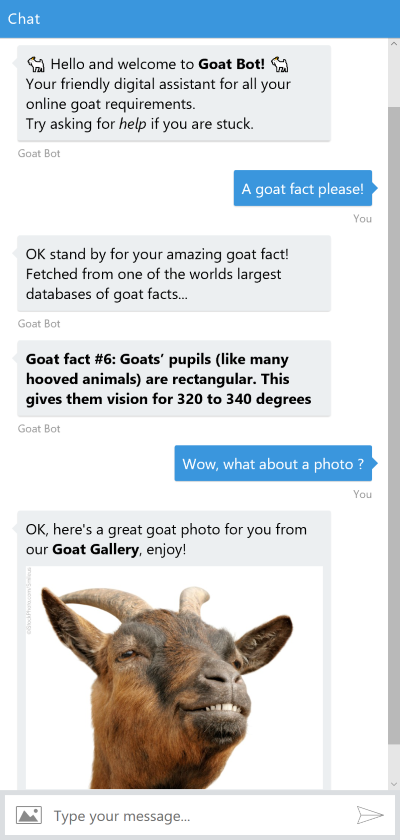 Chat
🐐 Hello and welcome to Goat Bot! 🐐
Your friendly digital assistant for all your
online goat requirements.
Try asking for help if you are stuck.
Goat Bot
A goat fact please!
You
OK stand by for your amazing goat fact!
Fetched from one of the worlds largest
databases of goat facts...
Goat Bot
Goat fact #6: Goats’ pupils (like many
hooved animals) are rectangular. This
gives them vision for 320 to 340 degrees
Goat Bot
Wow, what about a photo ?
You
OK, here's a great goat photo for you from
our Goat Gallery, enjoy!
Type your message...